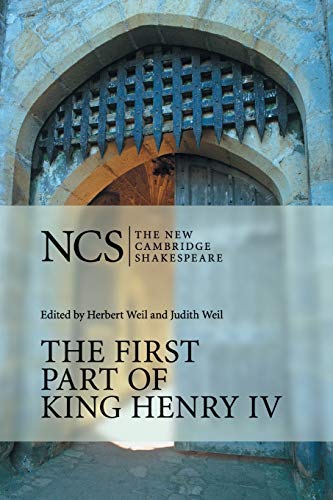 NCS
THE NEW
CAMBRIDGE
SHAKESPEARE
Edited by Herbert Weil and Judith Weil
THE FIRST
PART OF
KING HENRY IV